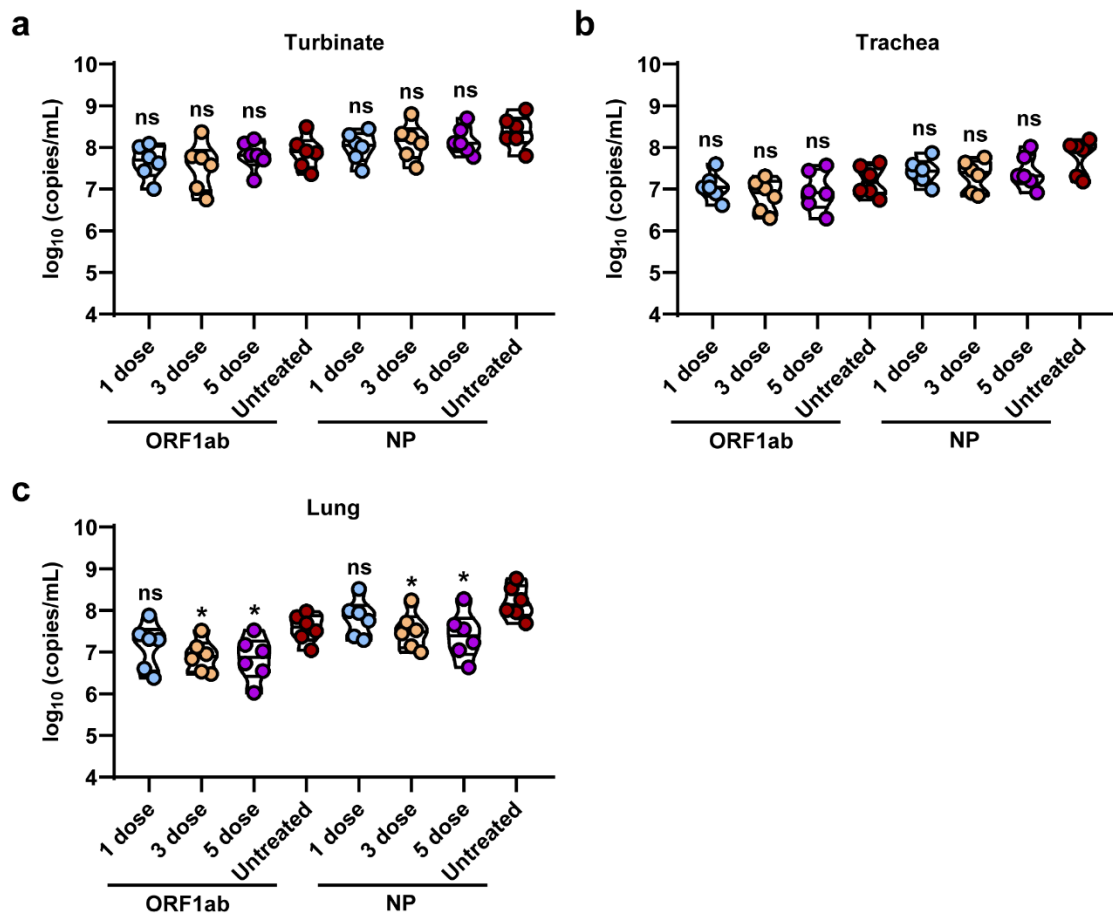 a
Turbinate
log10 (copies/mL)
10
9
8
7
6
5
4
ns
ns
ns
ns
ns
ns
1 dose
3 dose
5 dose
Untreated
1 dose
3 dose
5 dose
Untreated
ORF1ab
NP
b
Trachea
log10 (copies/mL)
10
9
8
7
6
5
4
ns
ns
ns
ns
ns
ns
1 dose
3 dose
5 dose
Untreated
1 dose
3 dose
5 dose
Untreated
ORF1ab
NP
c
Lung
log10 (copies/mL)
10
9
8
7
6
5
4
ns
*
*
ns
*
*
1 dose
3 dose
5 dose
Untreated
1 dose
3 dose
5 dose
Untreated
ORF1ab
NP